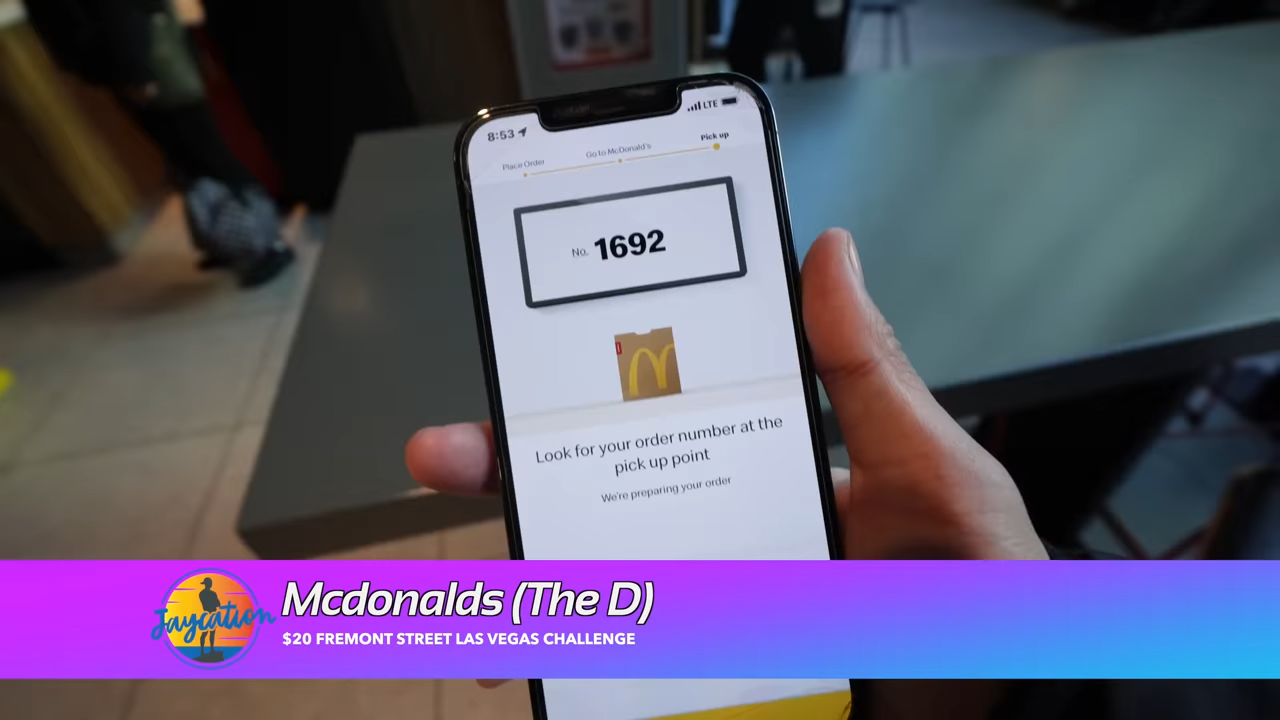 8:53
LTE
Place Order
Go to McDonald's
Pick up
No. 1692
Look for your order number at the
pick up point
We're preparing your order
Jaycation
Mcdonalds (The D)
$20 FREMONT STREET LAS VEGAS CHALLENGE